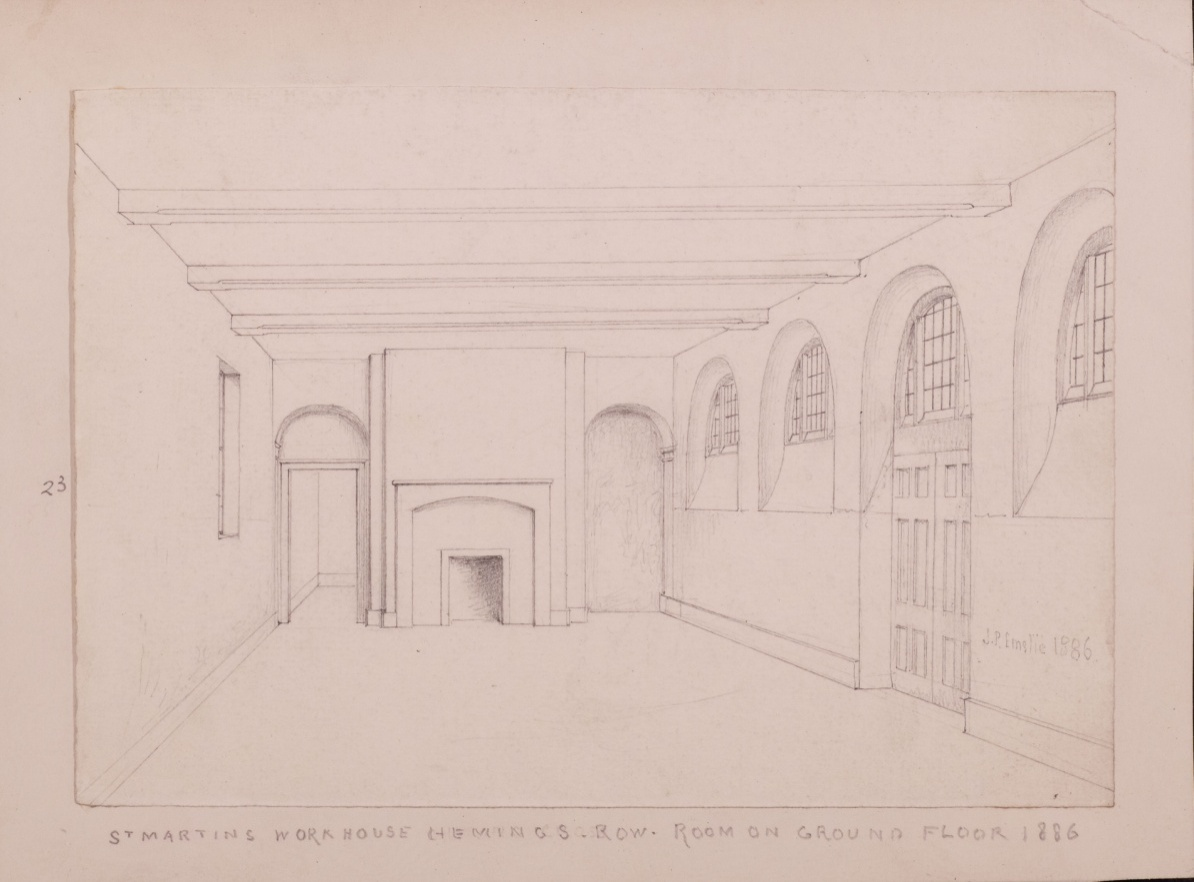 23
J.P. Emslie 1886.
ST MARTINS WORKHOUSE HEMINGS-ROW. ROOM ON GROUND FLOOR 1886